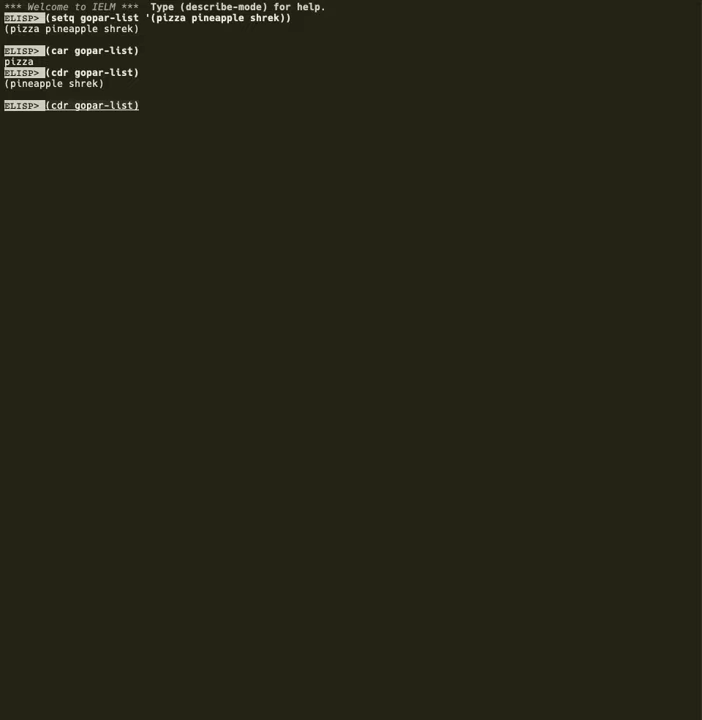 *** Welcome to IELM ***  Type (describe-mode) for help.
ELISP> (setq gopar-list '(pizza pineapple shrek))
(pizza pineapple shrek)
ELISP> (car gopar-list)
pizza
ELISP> (cdr gopar-list)
(pineapple shrek)
ELISP> (cdr gopar-list)